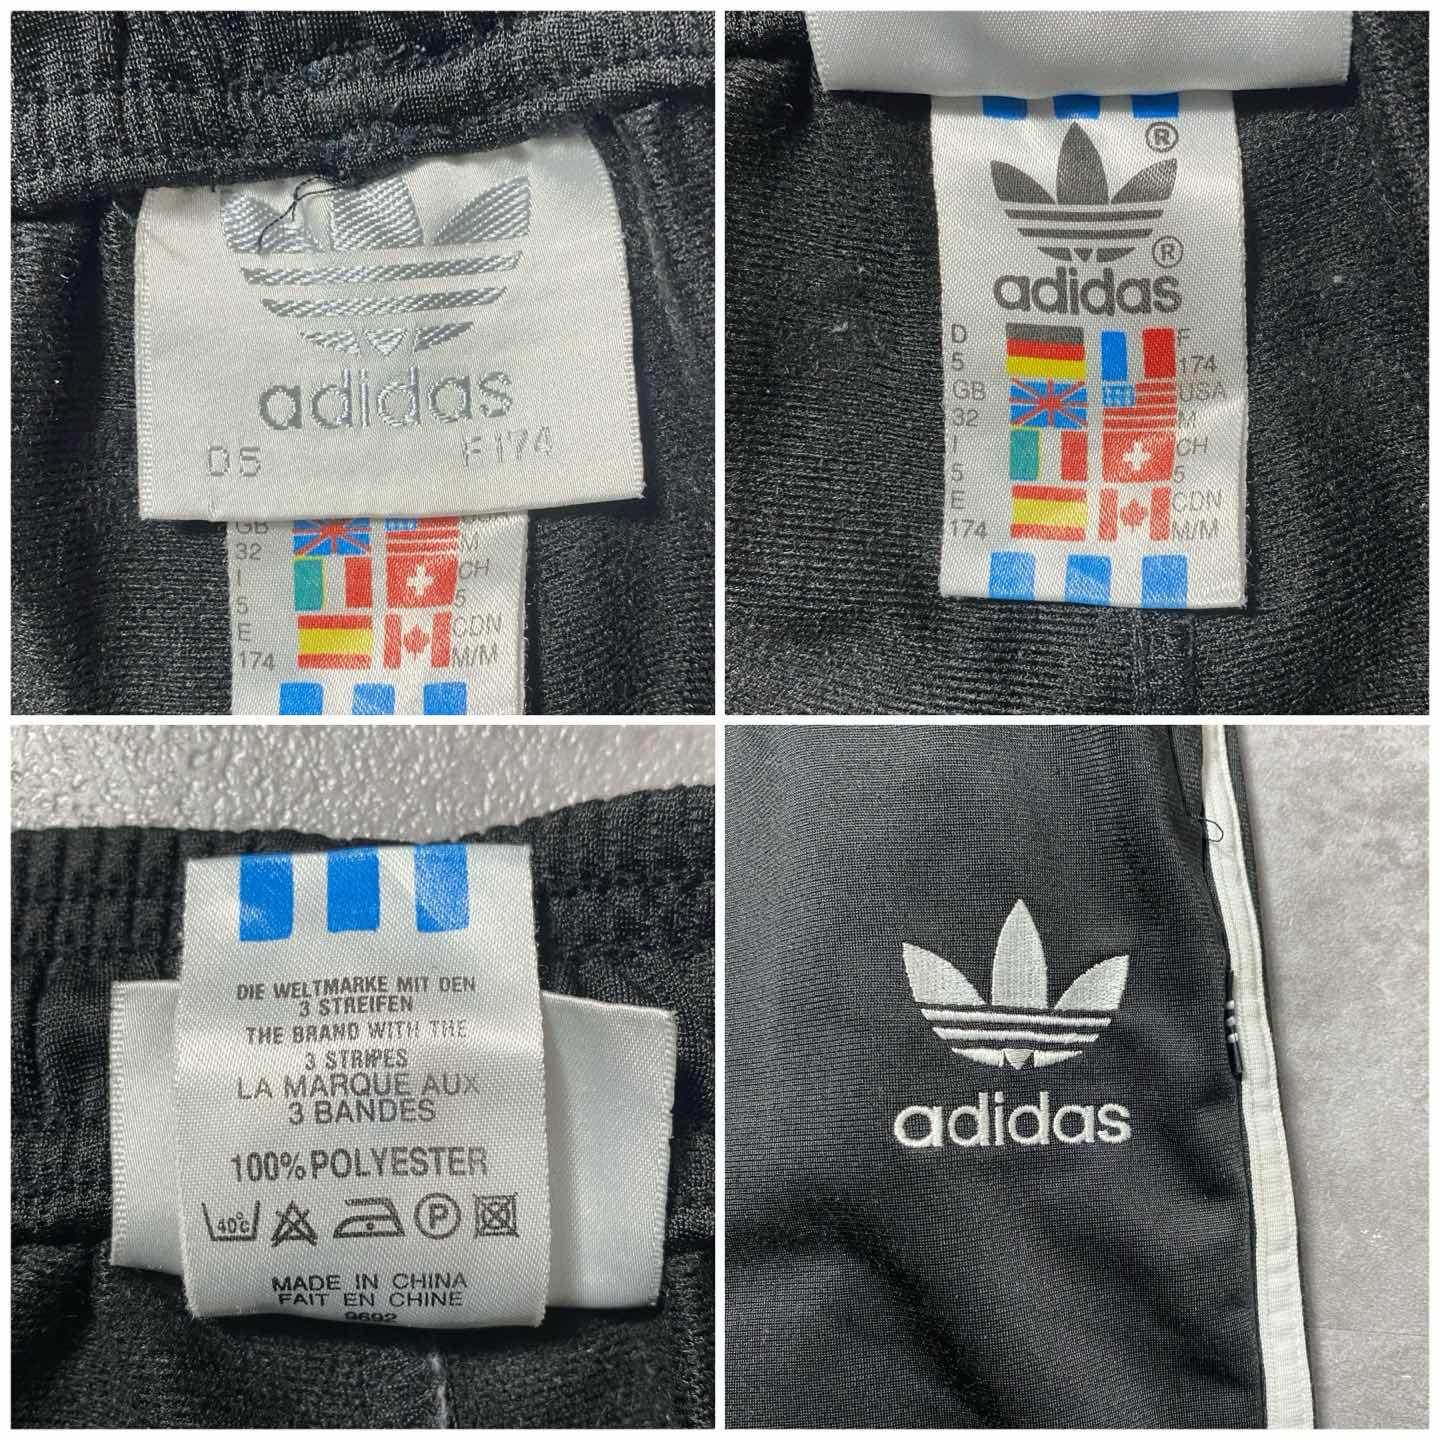 adidas
D5 F174
GB
32 M
I CH
5 5
E CDN
174 M/M
®
®
adidas
D F
5 174
GB USA
32 M
I CH
5 5
E CDN
174 M/M
DIE WELTMARKE MIT DEN
3 STREIFEN
THE BRAND WITH THE
3 STRIPES
LA MARQUE AUX
3 BANDES
100% POLYESTER
40°C P
MADE IN CHINA
FAIT EN CHINE
9692
adidas